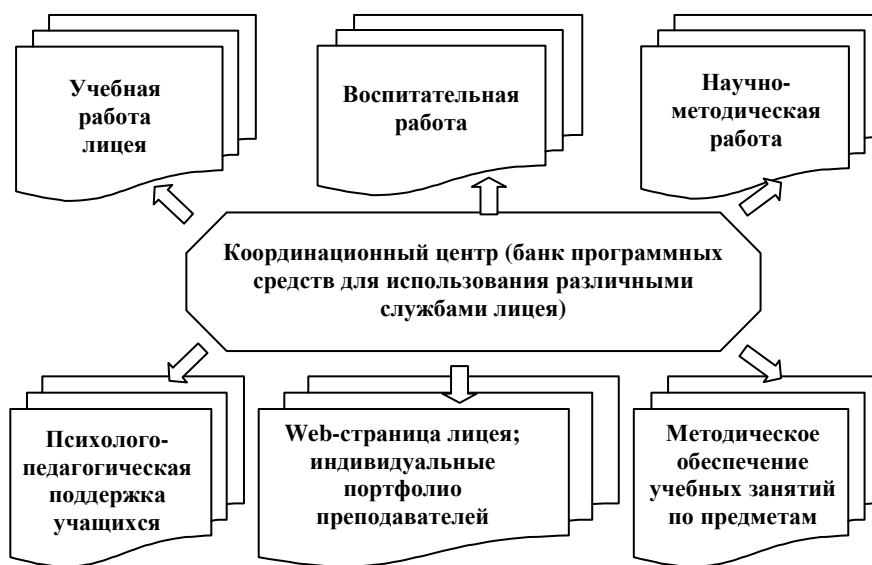 Учебная
работа
лицея
Воспитательная
работа
Научно-
методическая
работа
Координационный центр (банк программных
средств для использования различными
службами лицея)
Психолого-
педагогическая
поддержка
учащихся
Web-страница лицея;
индивидуальные
портфолио
преподавателей
Методическое
обеспечение
учебных занятий
по предметам